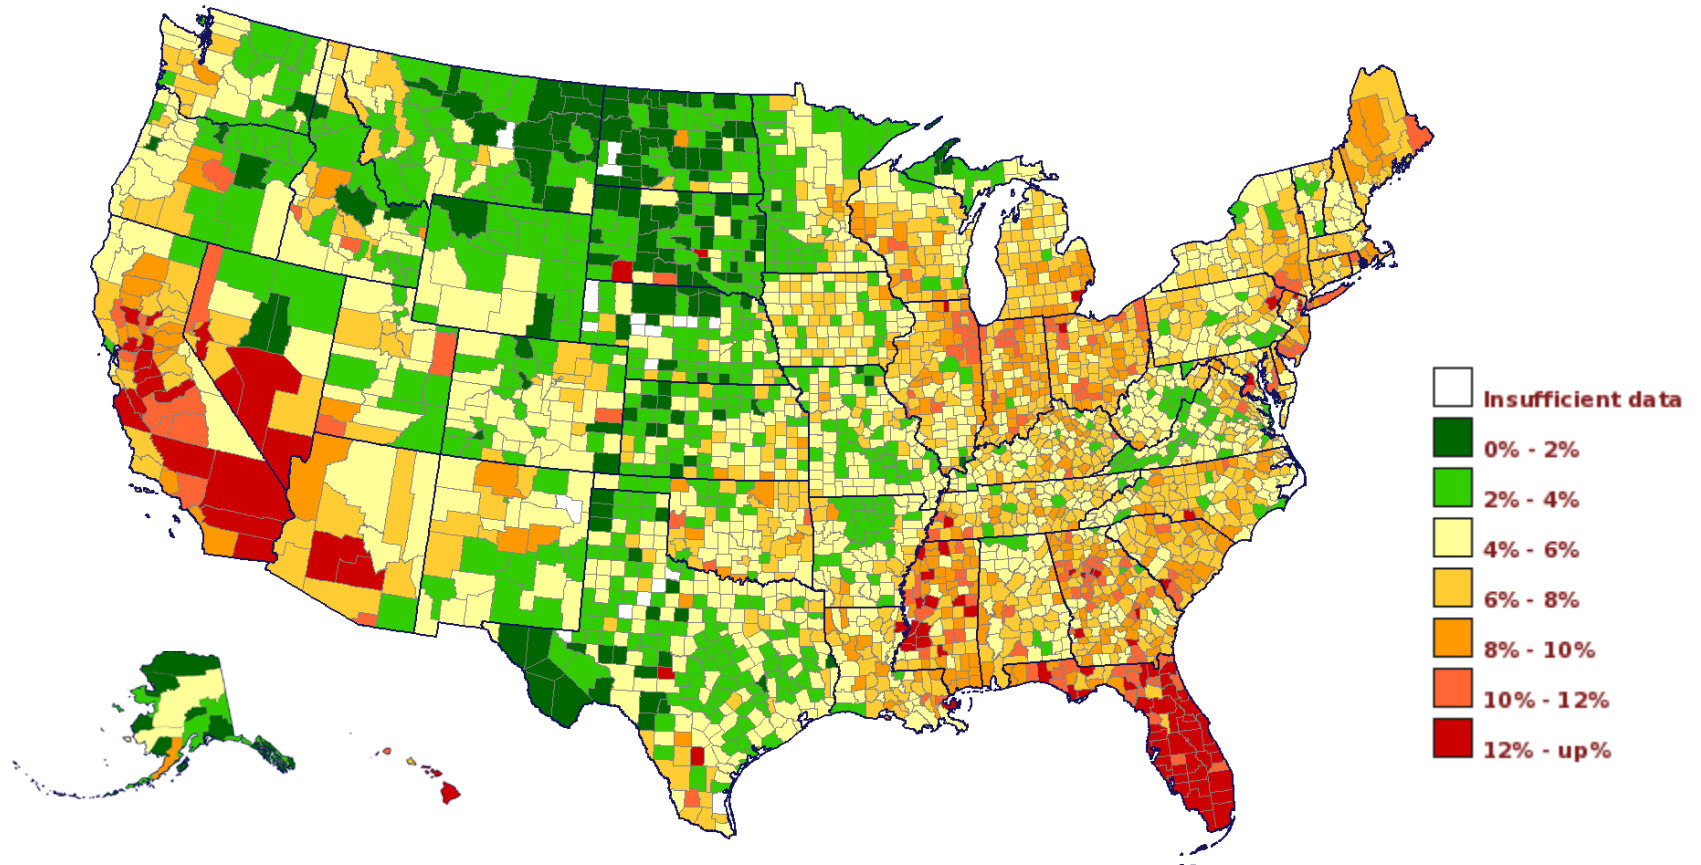 Insufficient data
0% - 2%
2% - 4%
4% - 6%
6% - 8%
8% - 10%
10% - 12%
12% - up%